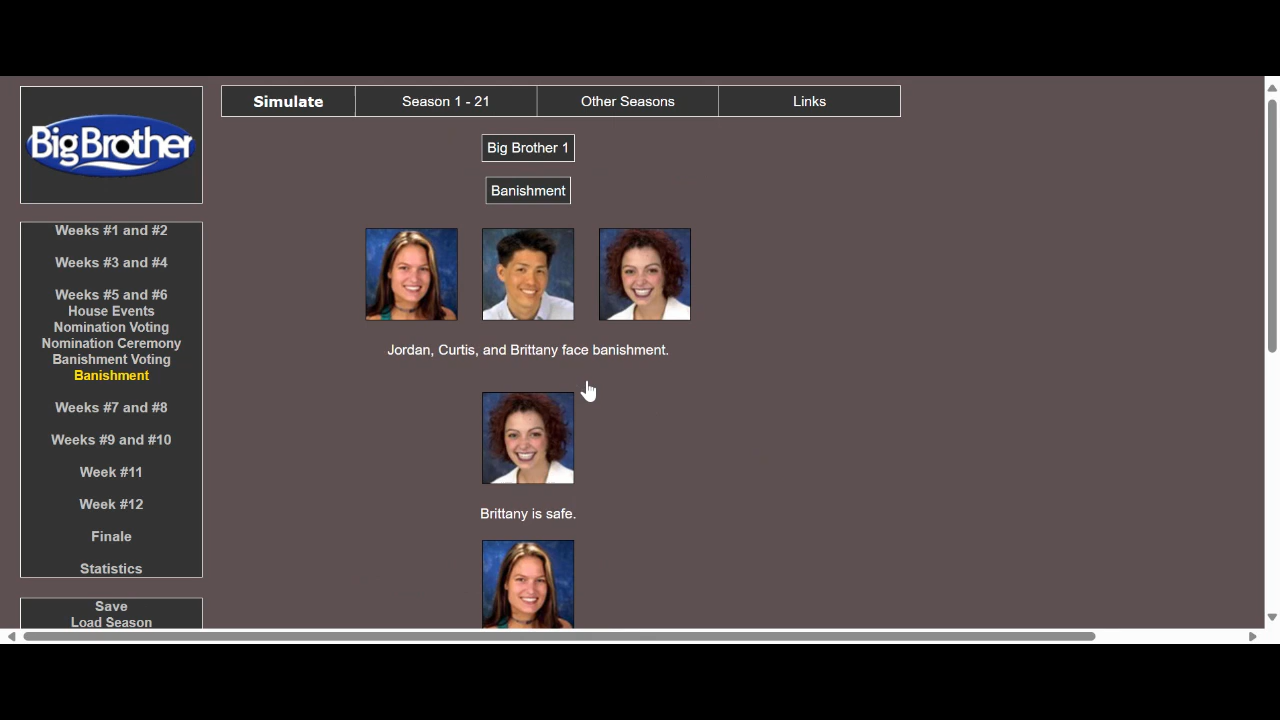 Big Brother
Simulate
Season 1 - 21
Other Seasons
Links
Big Brother 1
Banishment
Weeks #1 and #2
Weeks #3 and #4
Weeks #5 and #6
House Events
Nomination Voting
Nomination Ceremony
Banishment Voting
Banishment
Weeks #7 and #8
Weeks #9 and #10
Week #11
Week #12
Finale
Statistics
Save
Load Season
Jordan, Curtis, and Brittany face banishment.
Brittany is safe.